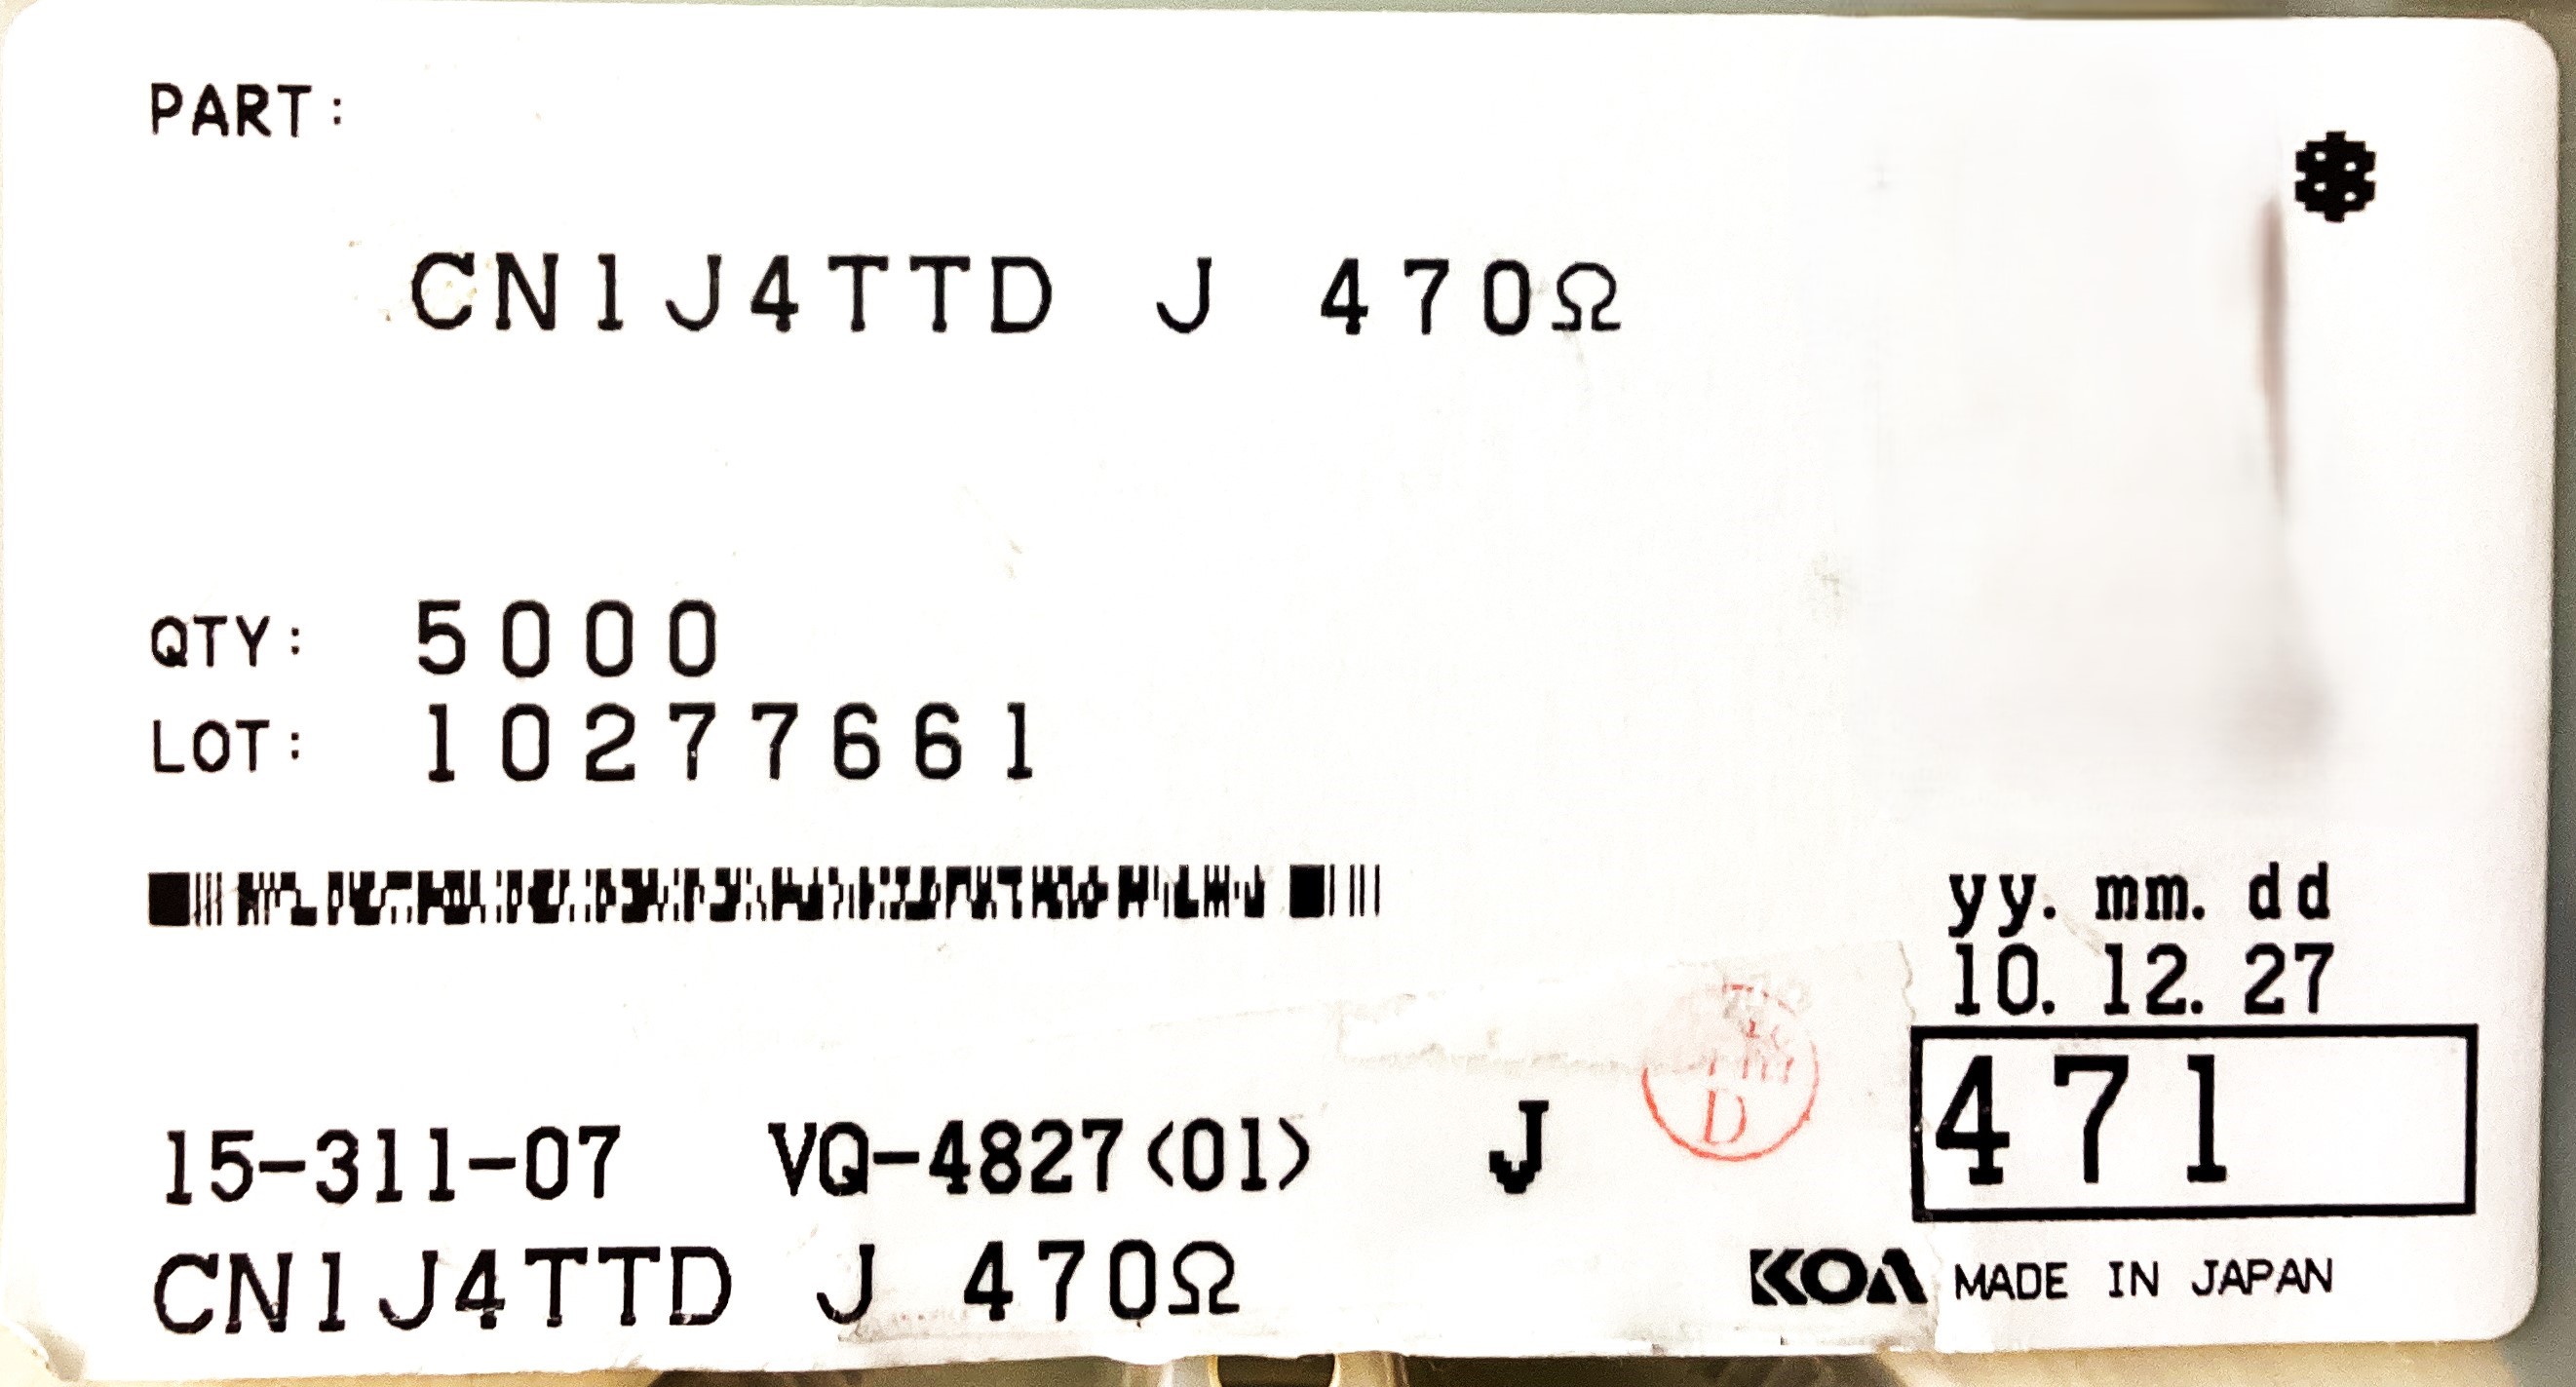 PART:
CN1J4TTD J 470Ω
QTY: 5000
LOT: 10277661
yy. mm. dd
10. 12. 27
471
15-311-07 VQ-4827<01> J
D
CN1J4TTD J 470Ω
KOA MADE IN JAPAN